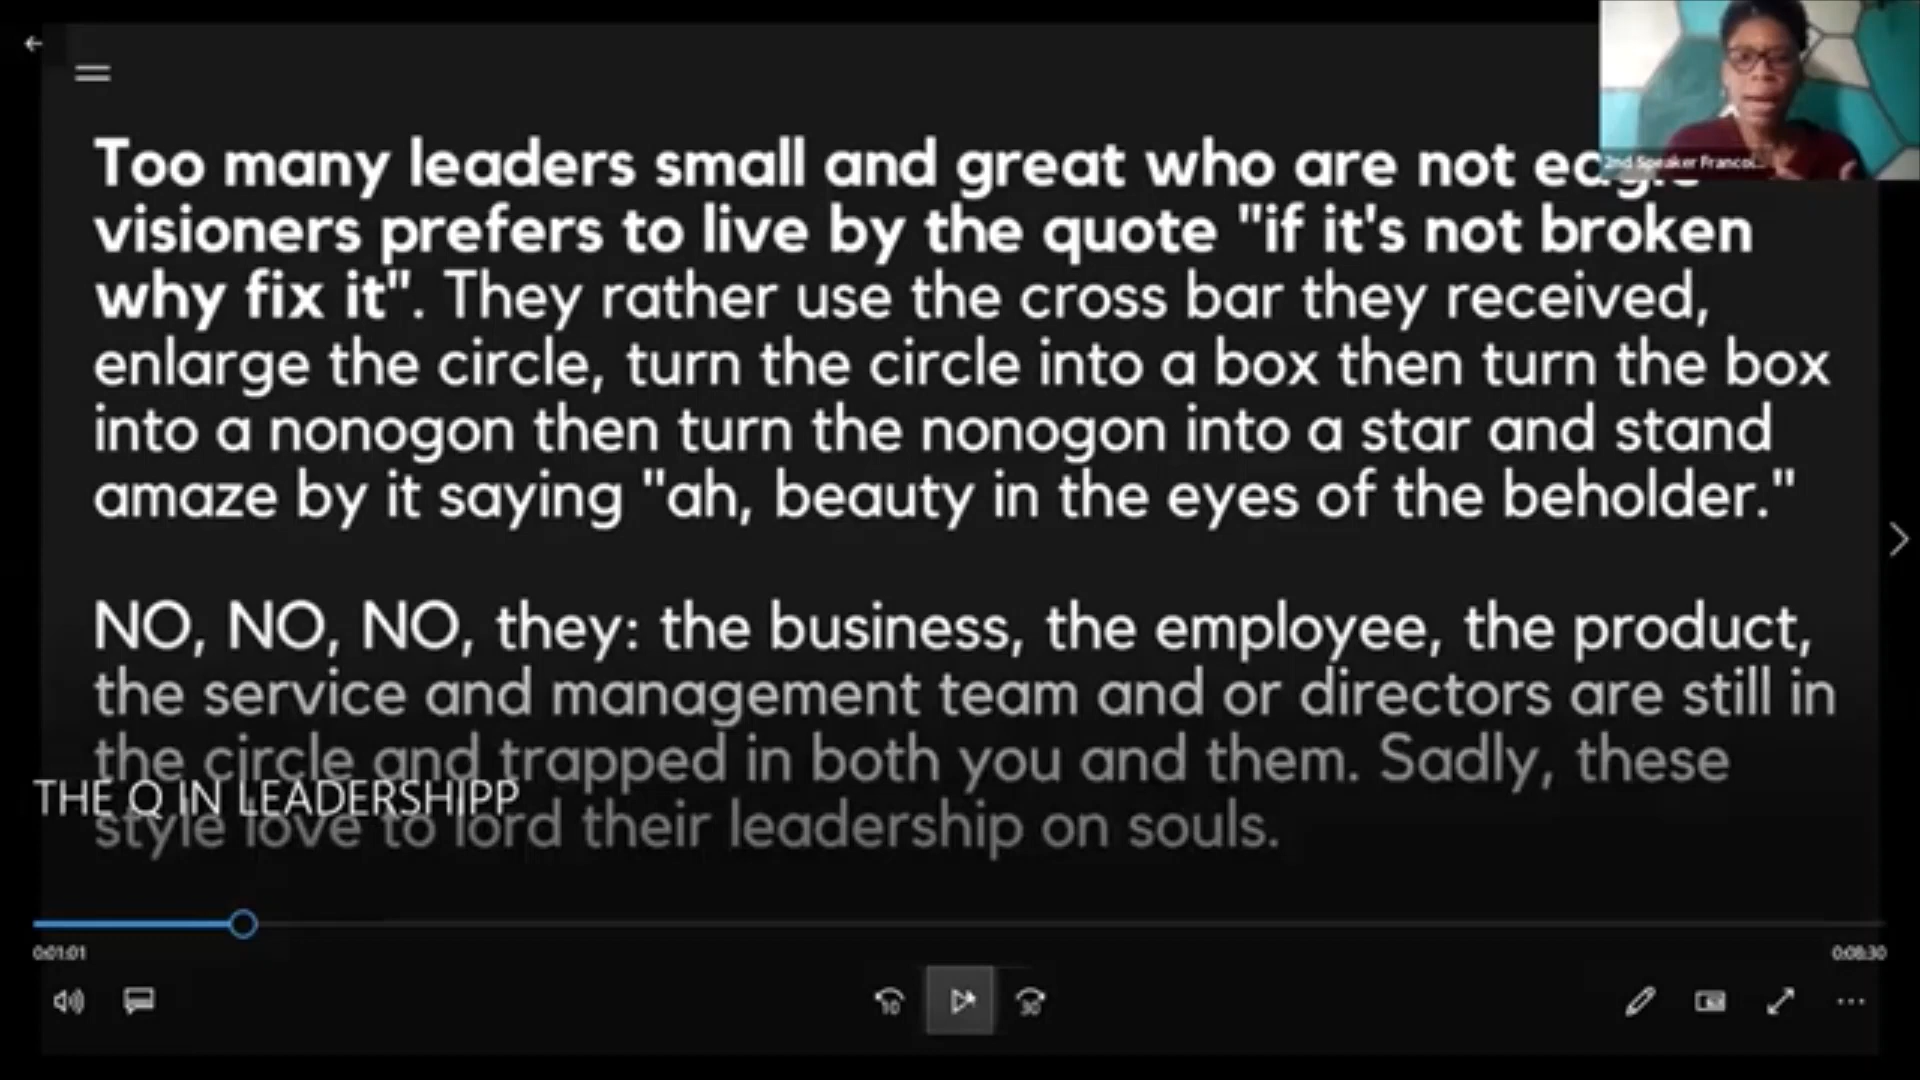 2nd Speaker Francoi...
Too many leaders small and great who are not eagle
visioners prefers to live by the quote "if it's not broken
why fix it". They rather use the cross bar they received,
enlarge the circle, turn the circle into a box then turn the box
into a nonogon then turn the nonogon into a star and stand
amaze by it saying "ah, beauty in the eyes of the beholder."
NO, NO, NO, they: the business, the employee, the product,
the service and management team and or directors are still in
the circle and trapped in both you and them. Sadly, these
THE Q IN LEADERSHIPP
style love to lord their leadership on souls.
0:01:01
0:08:30
10
30